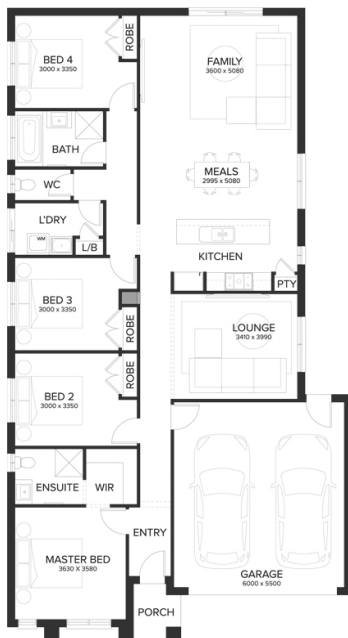 BED 4
3000 x 3350
ROBE
FAMILY
3600 x 5080
BATH
WC
MEALS
2995 x 5080
L'DRY
WM
L/B
KITCHEN
F
PTY
BED 3
3000 x 3350
ROBE
LOUNGE
3410 x 3990
BED 2
3000 x 3350
ROBE
ENSUITE
WIR
MASTER BED
3630 X 3580
ENTRY
GARAGE
6000 x 5500
PORCH